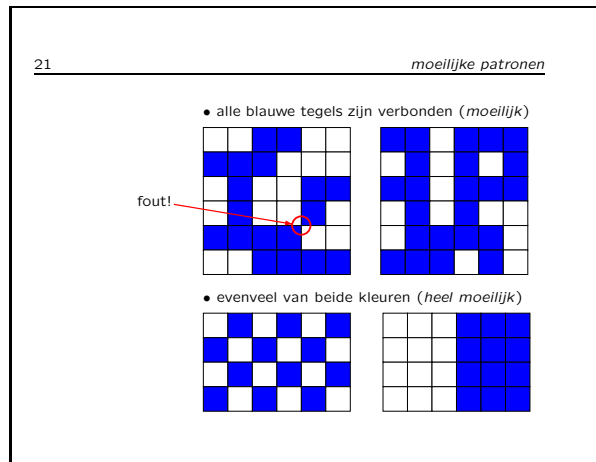 21 moeilijke patronen
• alle blauwe tegels zijn verbonden (moeilijk)
fout!
• evenveel van beide kleuren (heel moeilijk)